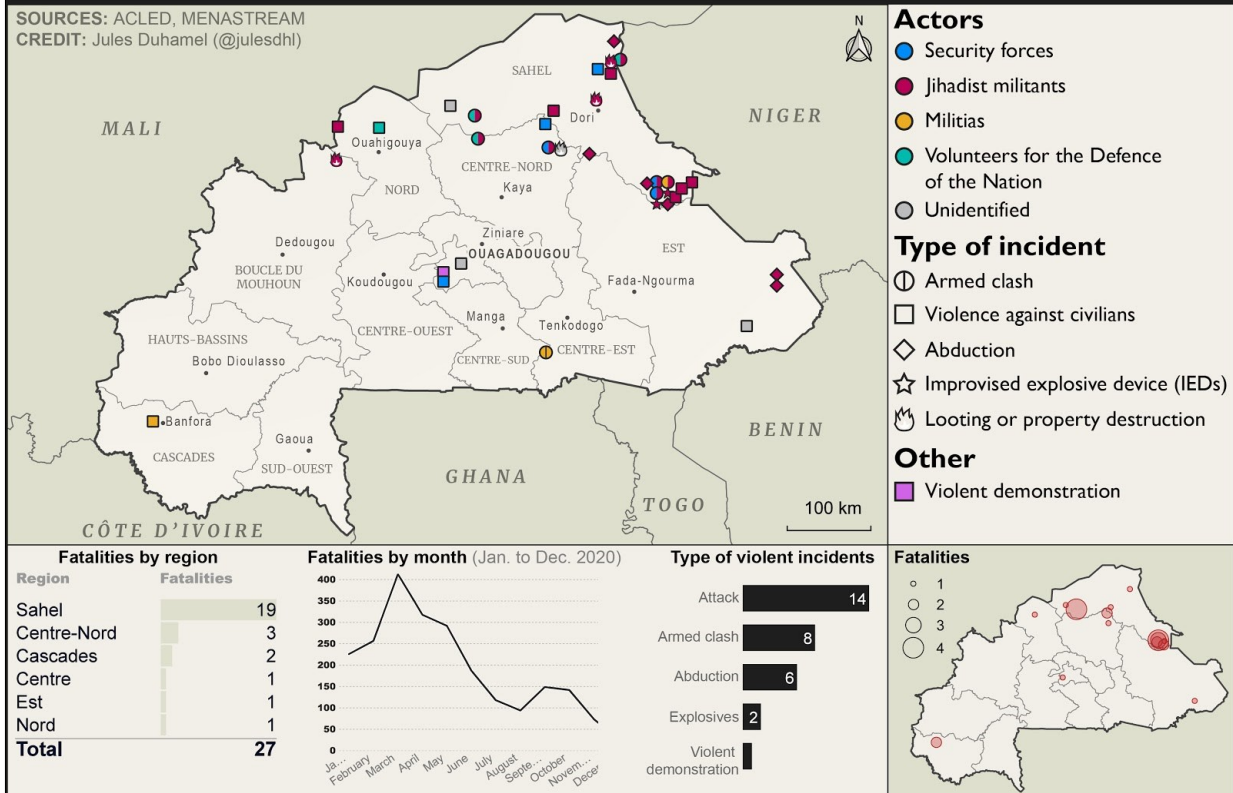 SOURCES: ACLED, MENASTREAM
CREDIT: Jules Duhamel (@julesdhl)
N
MALI
NIGER
SAHEL
Dori
Ouahigouya
CENTRE-NORD
NORD
Kaya
Ziniare
OUAGADOUGOU
EST
Dedougou
BOUCLE DU
MOUHOUN
Koudougou
Fada-Ngourma
Manga
Tenkodogo
CENTRE-OUEST
CENTRE-SUD
CENTRE-EST
HAUTS-BASSINS
Bobo Dioulasso
Banfora
CASCADES
Gaoua
SUD-OUEST
BENIN
GHANA
TOGO
CÔTE D'IVOIRE
100 km
Actors
Security forces
Jihadist militants
Militias
Volunteers for the Defence
of the Nation
Unidentified
Type of incident
Armed clash
Violence against civilians
Abduction
Improvised explosive device (IEDs)
Looting or property destruction
Other
Violent demonstration
Fatalities by region
Region Fatalities
Sahel 19
Centre-Nord 3
Cascades 2
Centre 1
Est 1
Nord 1
Total 27
Fatalities by month (Jan. to Dec. 2020)
400
350
300
250
200
150
100
50
0
Ja...
February
March
April
May
June
July
August
Septe...
October
Novem...
Decem
Type of violent incidents
Attack 14
Armed clash 8
Abduction 6
Explosives 2
Violent
demonstration
Fatalities
1
2
3
4